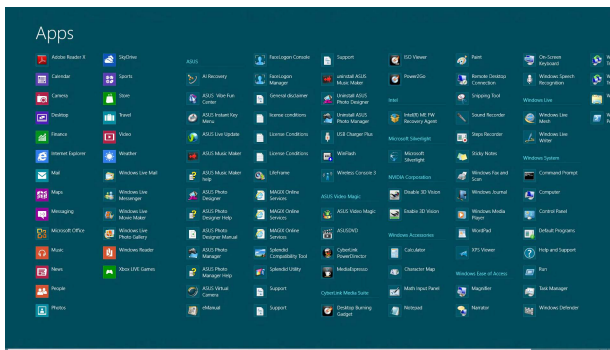 Apps
Adobe Reader X
Calendar
Camera
Desktop
Finance
Internet Explorer
Mail
Maps
Messaging
Microsoft Office
Music
News
People
Photos
SkyDrive
Sports
Store
Travel
Video
Weather
Windows Live Mail
Windows Live
Messenger
Windows Live
Movie Maker
Windows Live
Photo Gallery
Windows Reader
Xbox LIVE Games
ASUS
AI Recovery
ASUS Vibe Fun
Center
ASUS Instant Key
Menu
ASUS Live Update
ASUS Music Maker
ASUS Music Maker
help
ASUS Photo
Designer
ASUS Photo
Designer Help
ASUS Photo
Designer Manual
ASUS Photo
Manager
ASUS Photo
Manager Help
ASUS Virtual
Camera
eManual
FaceLogon Console
FaceLogon
Manager
General disclaimer
license conditions
License Conditions
License Conditions
LifeFrame
MAGIX Online
Services
MAGIX Online
Services
MAGIX Online
Services
Splendid
Compatibility Tool
Splendid Utility
Support
Support
Support
uninstall ASUS
Music Maker
Uninstall ASUS
Photo Designer
Uninstall ASUS
Photo Manager
USB Charger Plus
WinFlash
Wireless Console 3
ASUS Video Magic
ASUS Video Magic
ASUSDVD
CyberLink
PowerDirector
MediaEspresso
CyberLink Media Suite
Desktop Burning
Gadget
ISO Viewer
Power2Go
Intel
Intel(R) ME FW
Recovery Agent
Microsoft Silverlight
Microsoft
Silverlight
NVIDIA Corporation
Disable 3D Vision
Enable 3D Vision
Windows Accessories
Calculator
Character Map
Math Input Panel
Notepad
Paint
Remote Desktop
Connection
Snipping Tool
Sound Recorder
Steps Recorder
Sticky Notes
Windows Fax and
Scan
Windows Journal
Windows Media
Player
WordPad
XPS Viewer
Windows Ease of Access
Magnifier
Narrator
On-Screen
Keyboard
Windows Speech
Recognition
Windows Live
Windows Live
Mesh
Windows Live
Writer
Windows System
Command Prompt
Computer
Control Panel
Default Programs
Help and Support
Run
Task Manager
Windows Defender